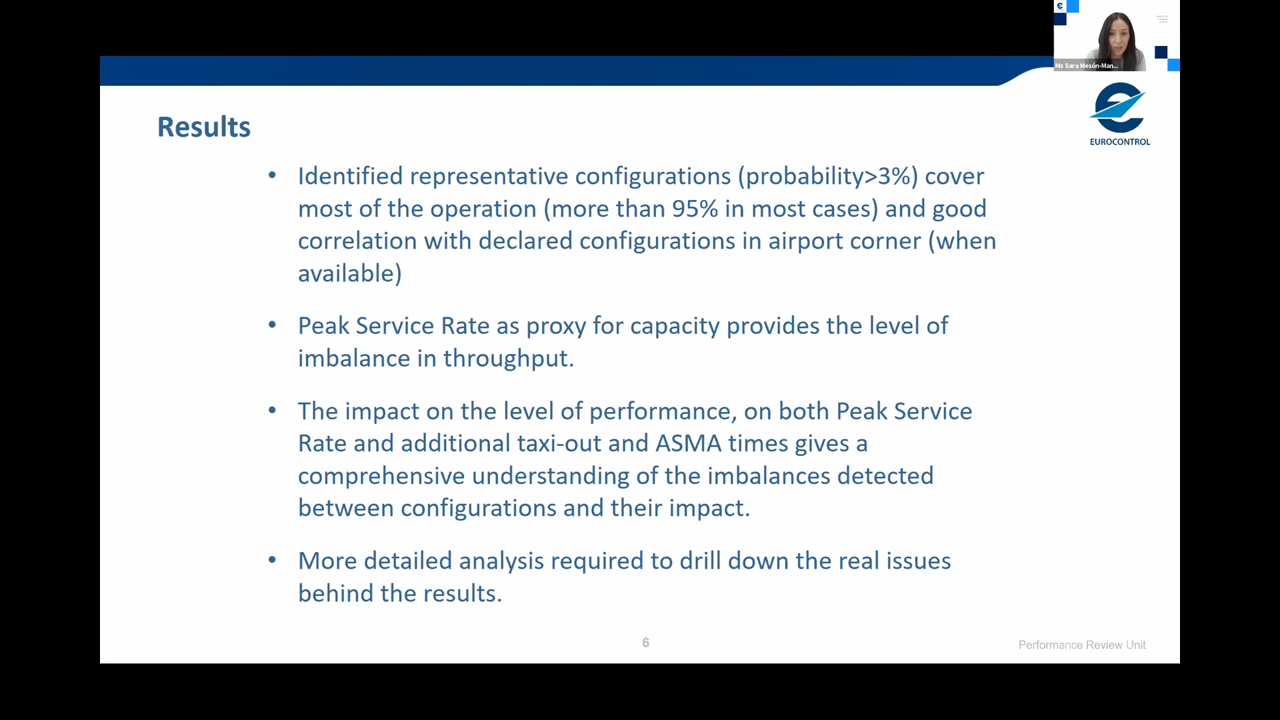 Ms Sara Mesón-Man...
EUROCONTROL
Results
• Identified representative configurations (probability>3%) cover
most of the operation (more than 95% in most cases) and good
correlation with declared configurations in airport corner (when
available)
• Peak Service Rate as proxy for capacity provides the level of
imbalance in throughput.
• The impact on the level of performance, on both Peak Service
Rate and additional taxi-out and ASMA times gives a
comprehensive understanding of the imbalances detected
between configurations and their impact.
• More detailed analysis required to drill down the real issues
behind the results.
6
Performance Review Unit